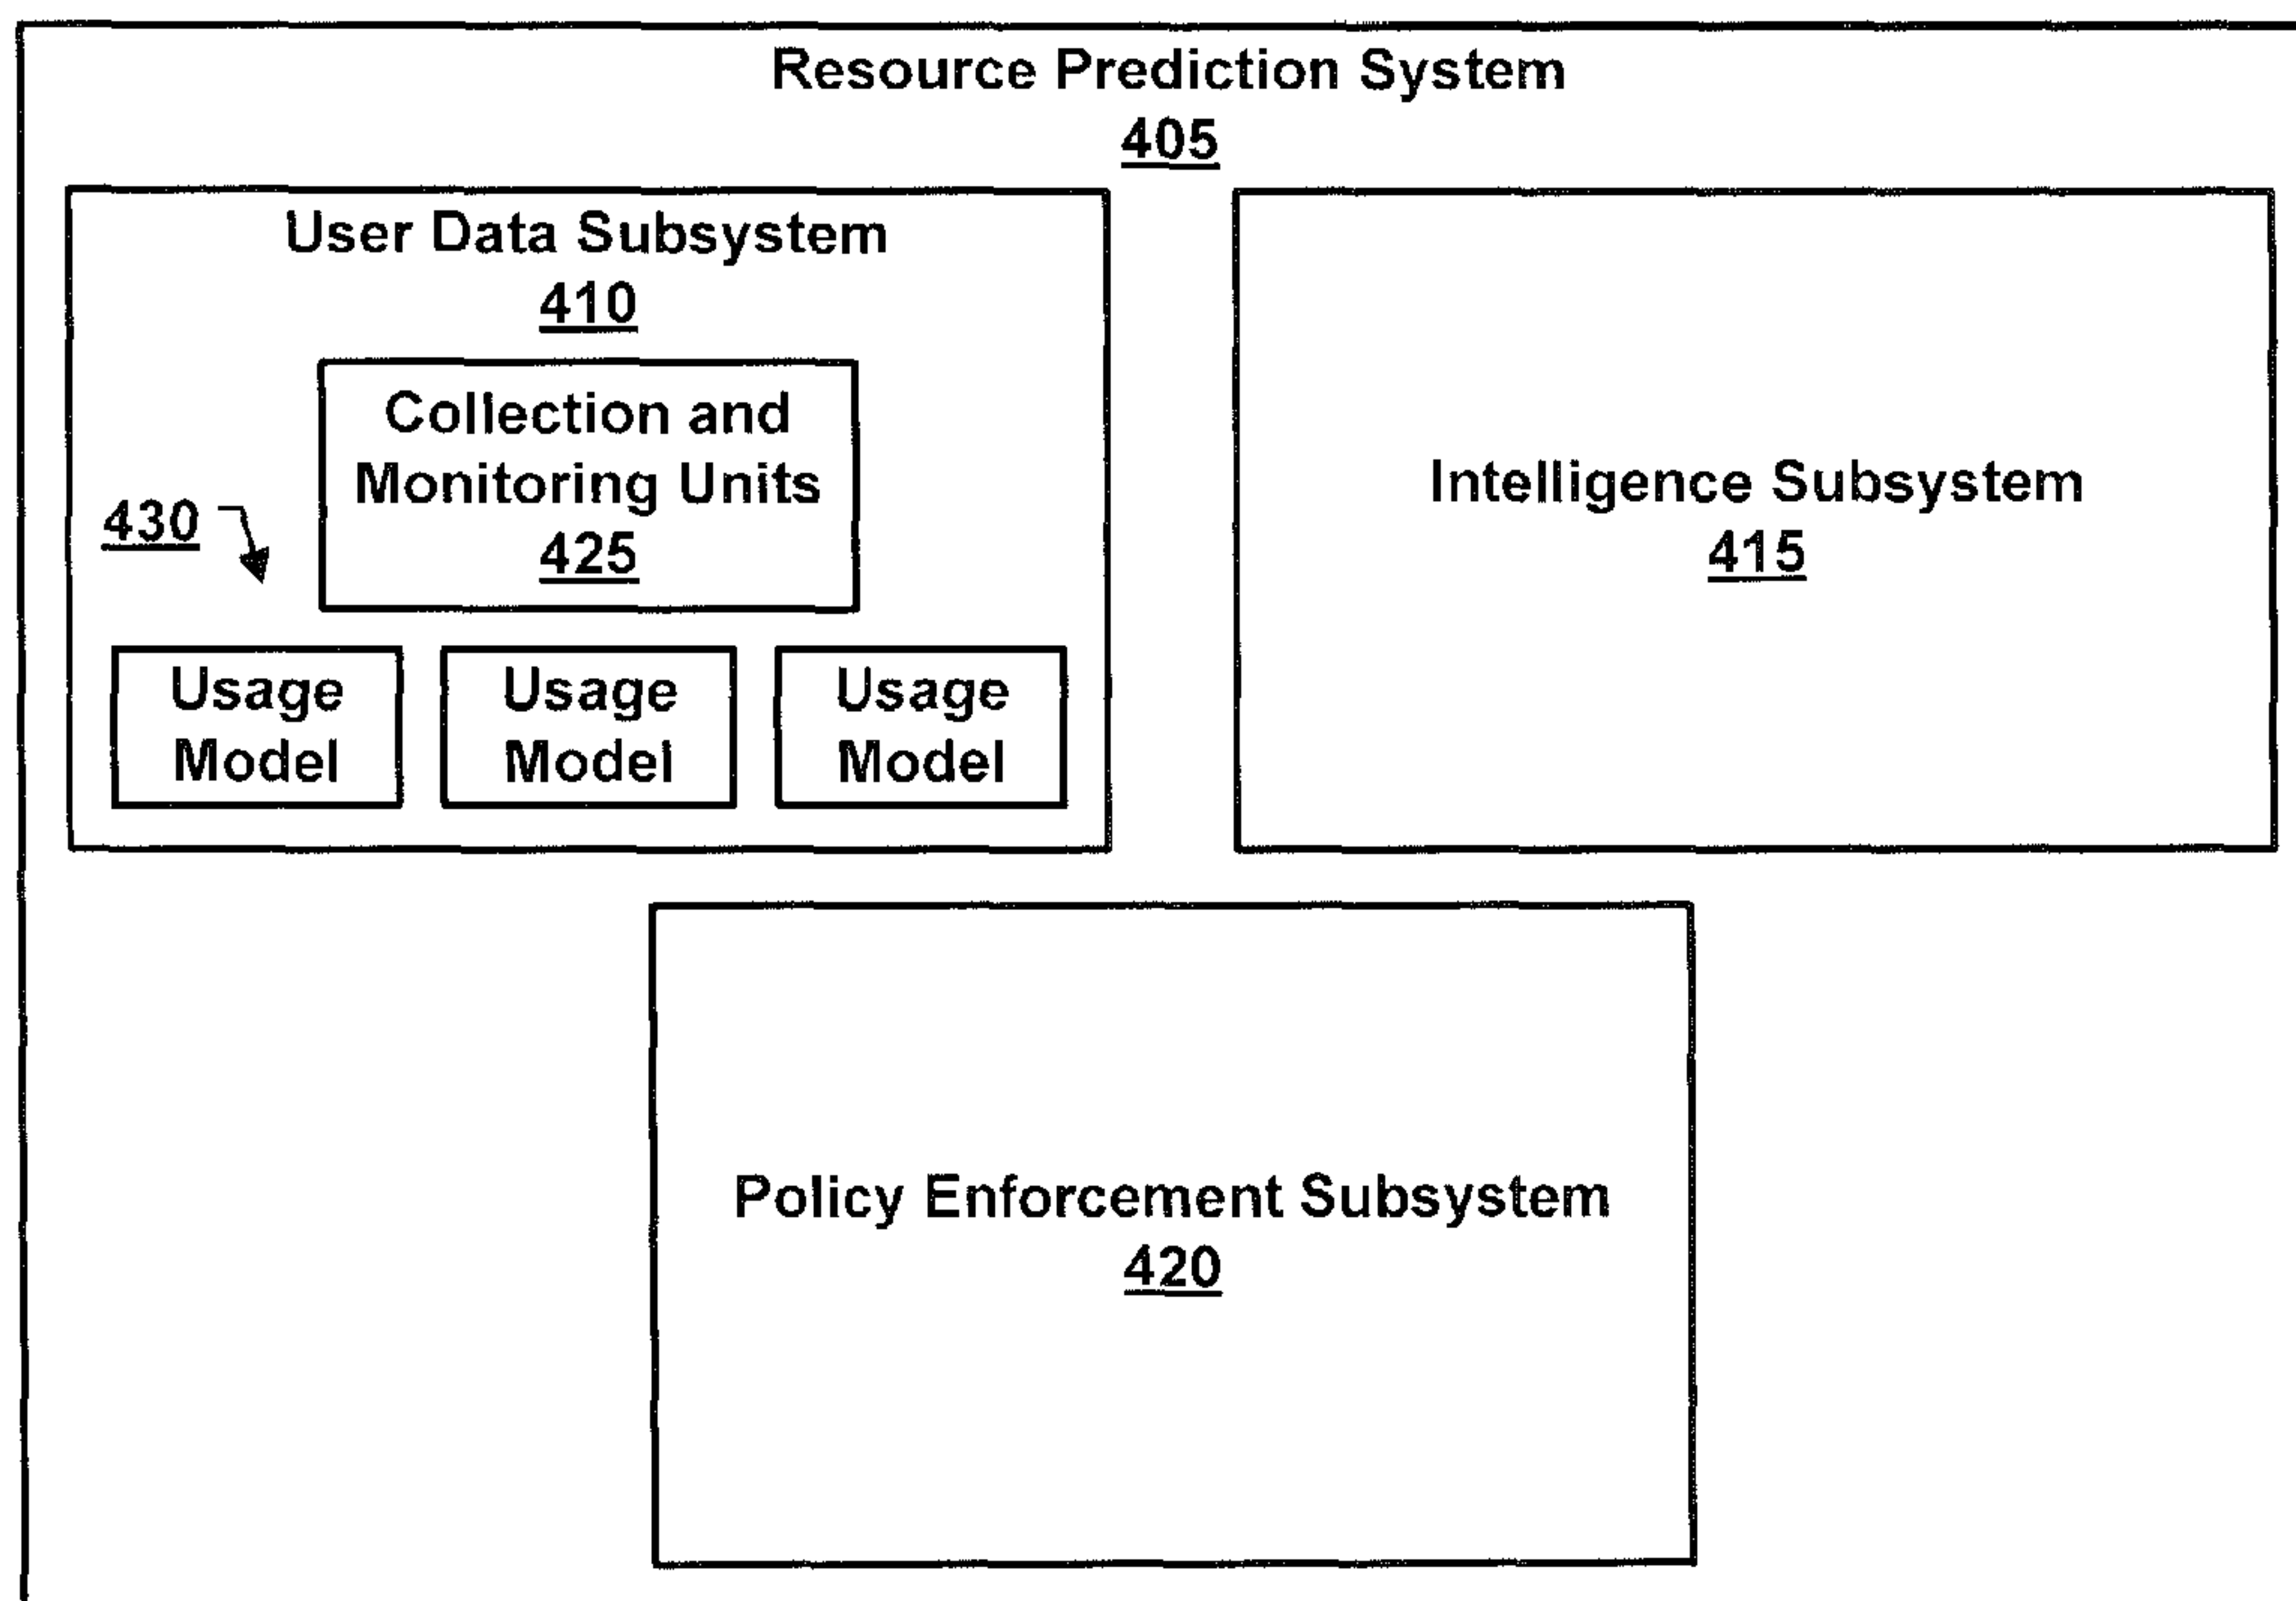 Resource Prediction System
405
User Data Subsystem
410
Collection and
Monitoring Units
425
430
Usage
Model
Usage
Model
Usage
Model
Intelligence Subsystem
415
Policy Enforcement Subsystem
420